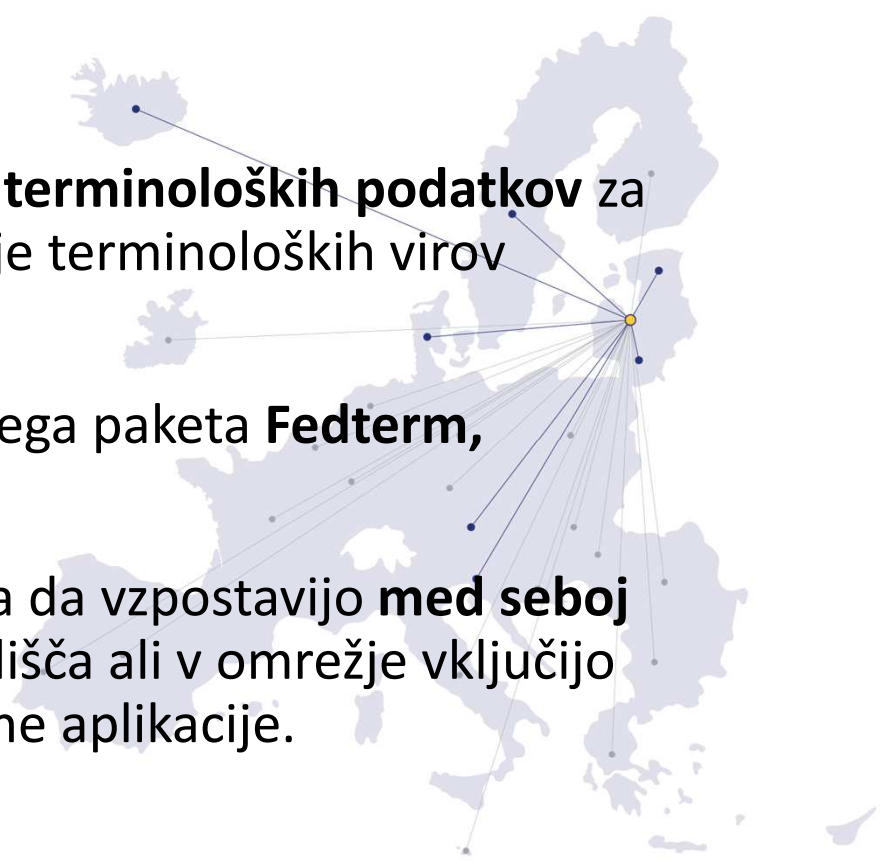 terminoloških podatkov za
je terminoloških virov
ega paketa Fedterm,
a da vzpostavijo med seboj
lišča ali v omrežje vključijo
ne aplikacije.